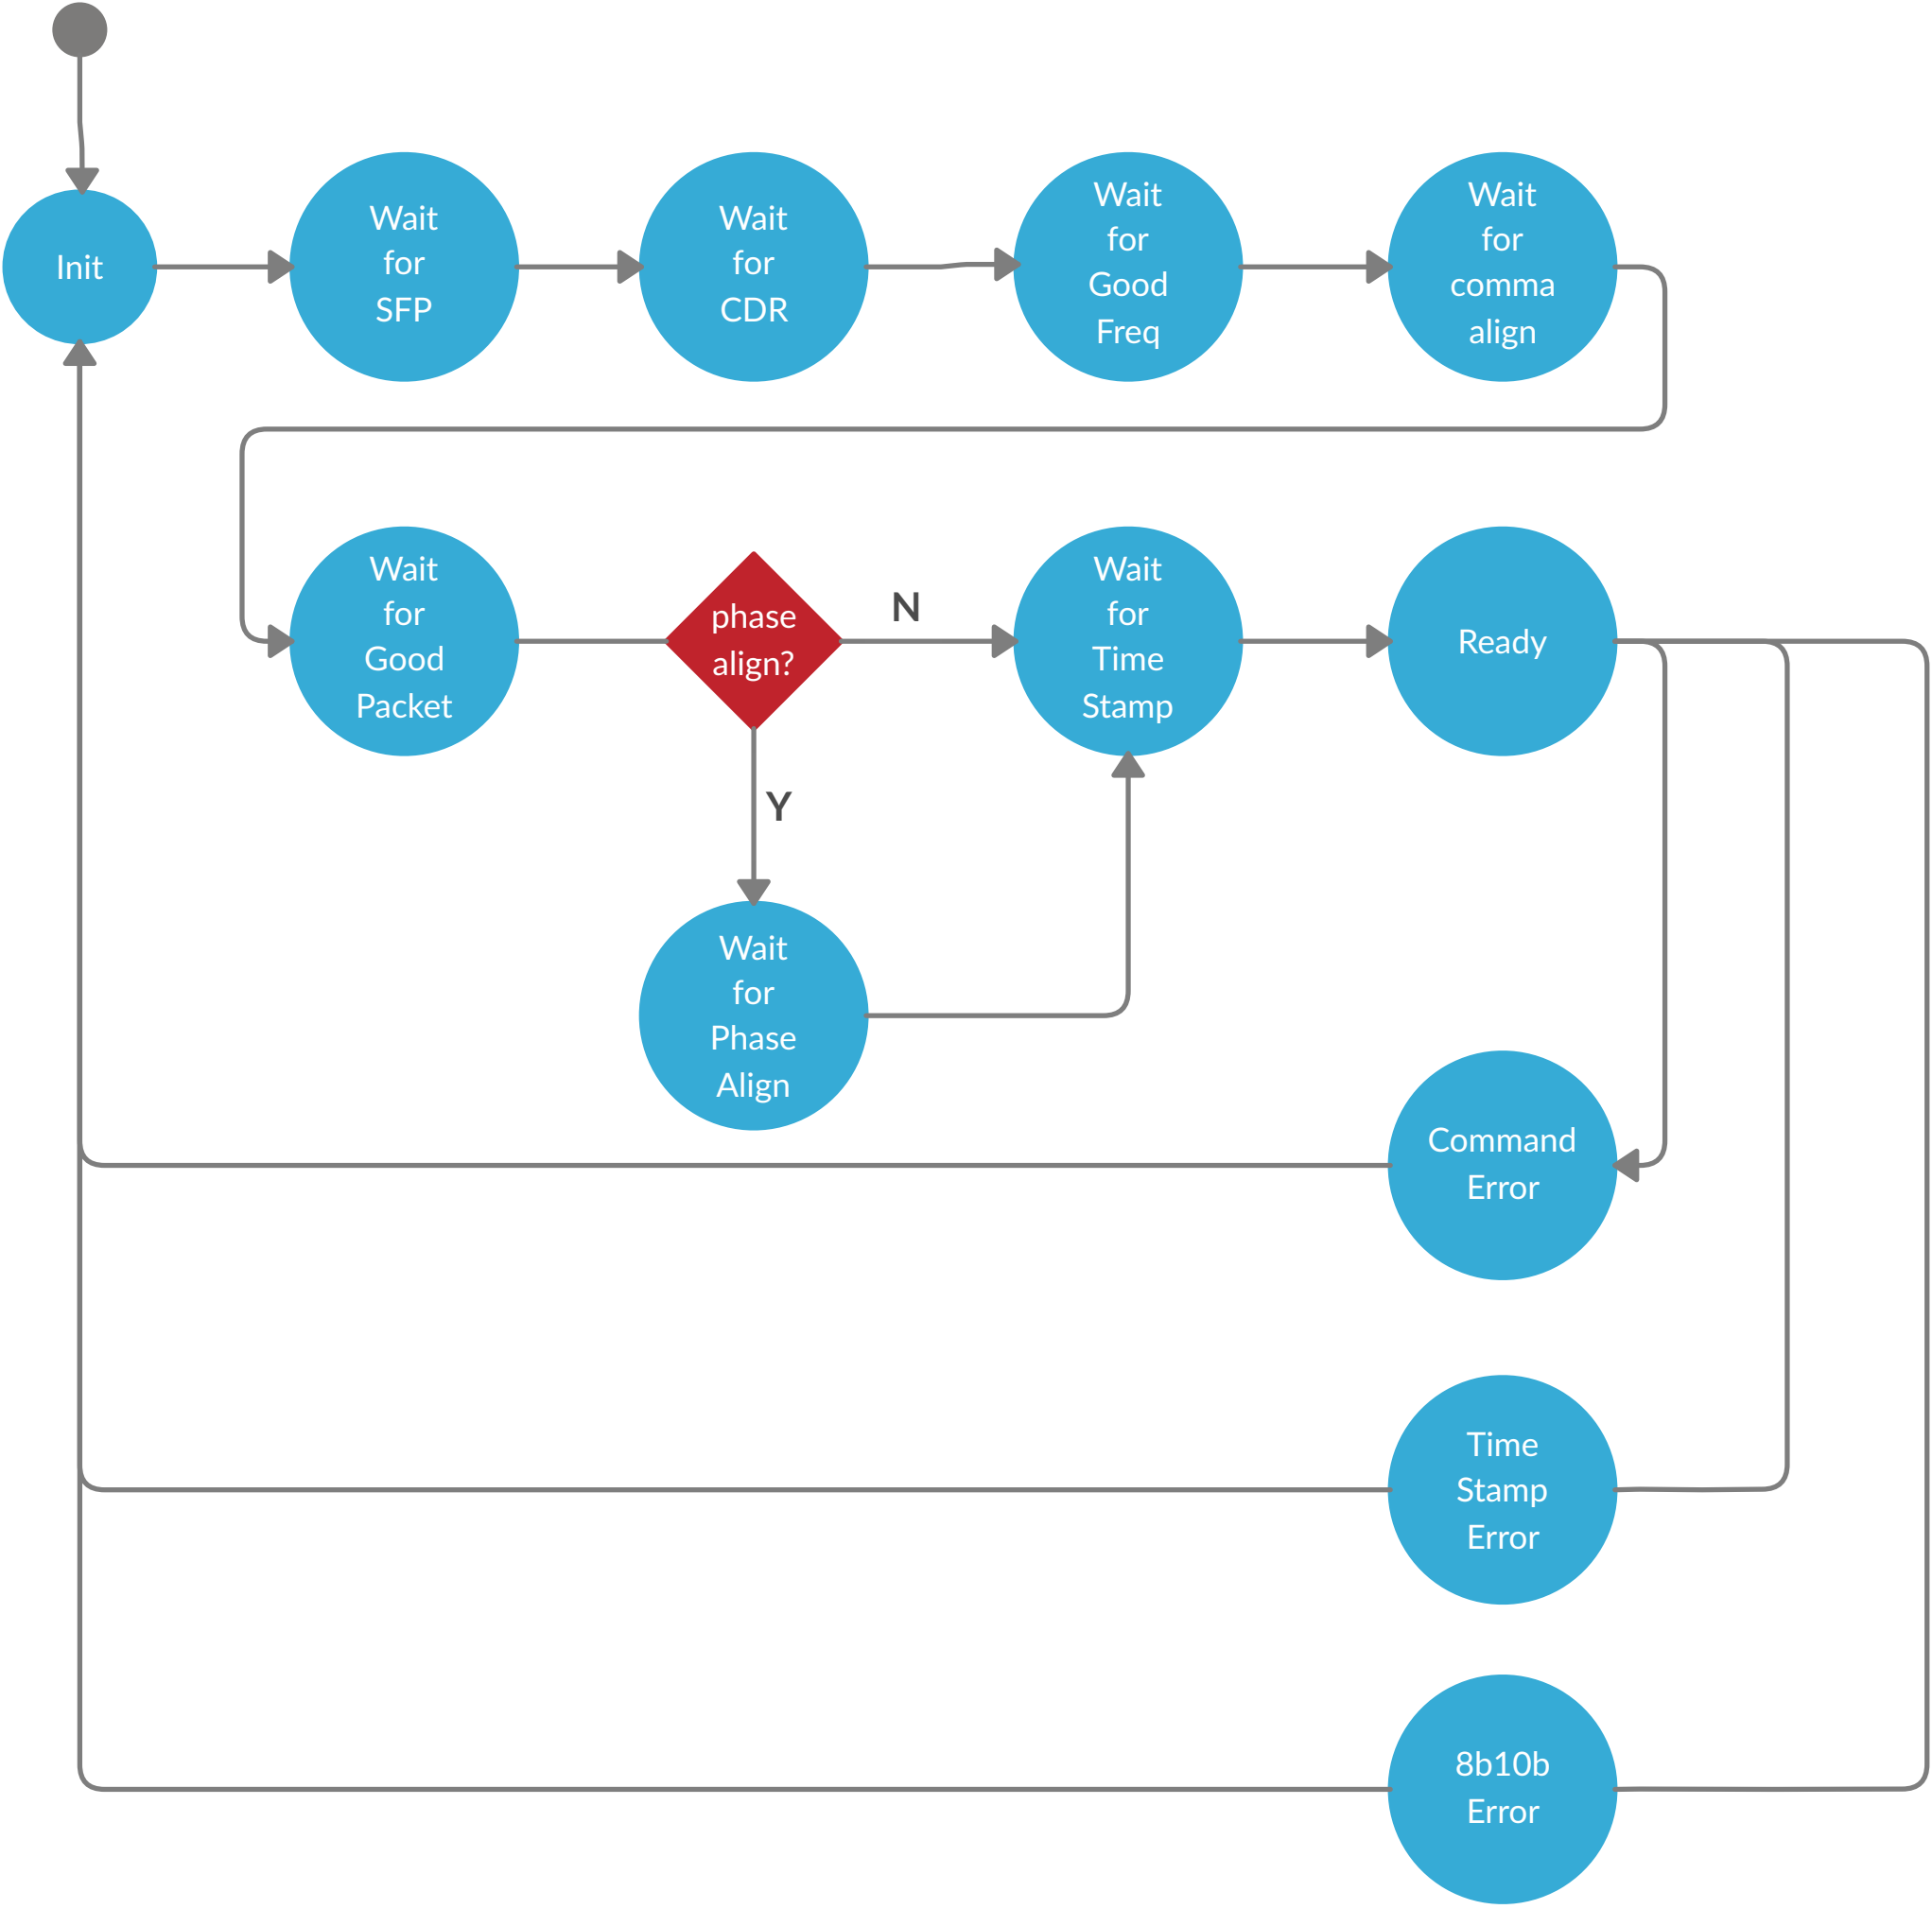 Init
Wait
for
SFP
Wait
for
CDR
Wait
for
Good
Freq
Wait
for
comma
align
Wait
for
Good
Packet
phase
align?
N
Y
Wait
for
Time
Stamp
Ready
Wait
for
Phase
Align
Command
Error
Time
Stamp
Error
8b10b
Error